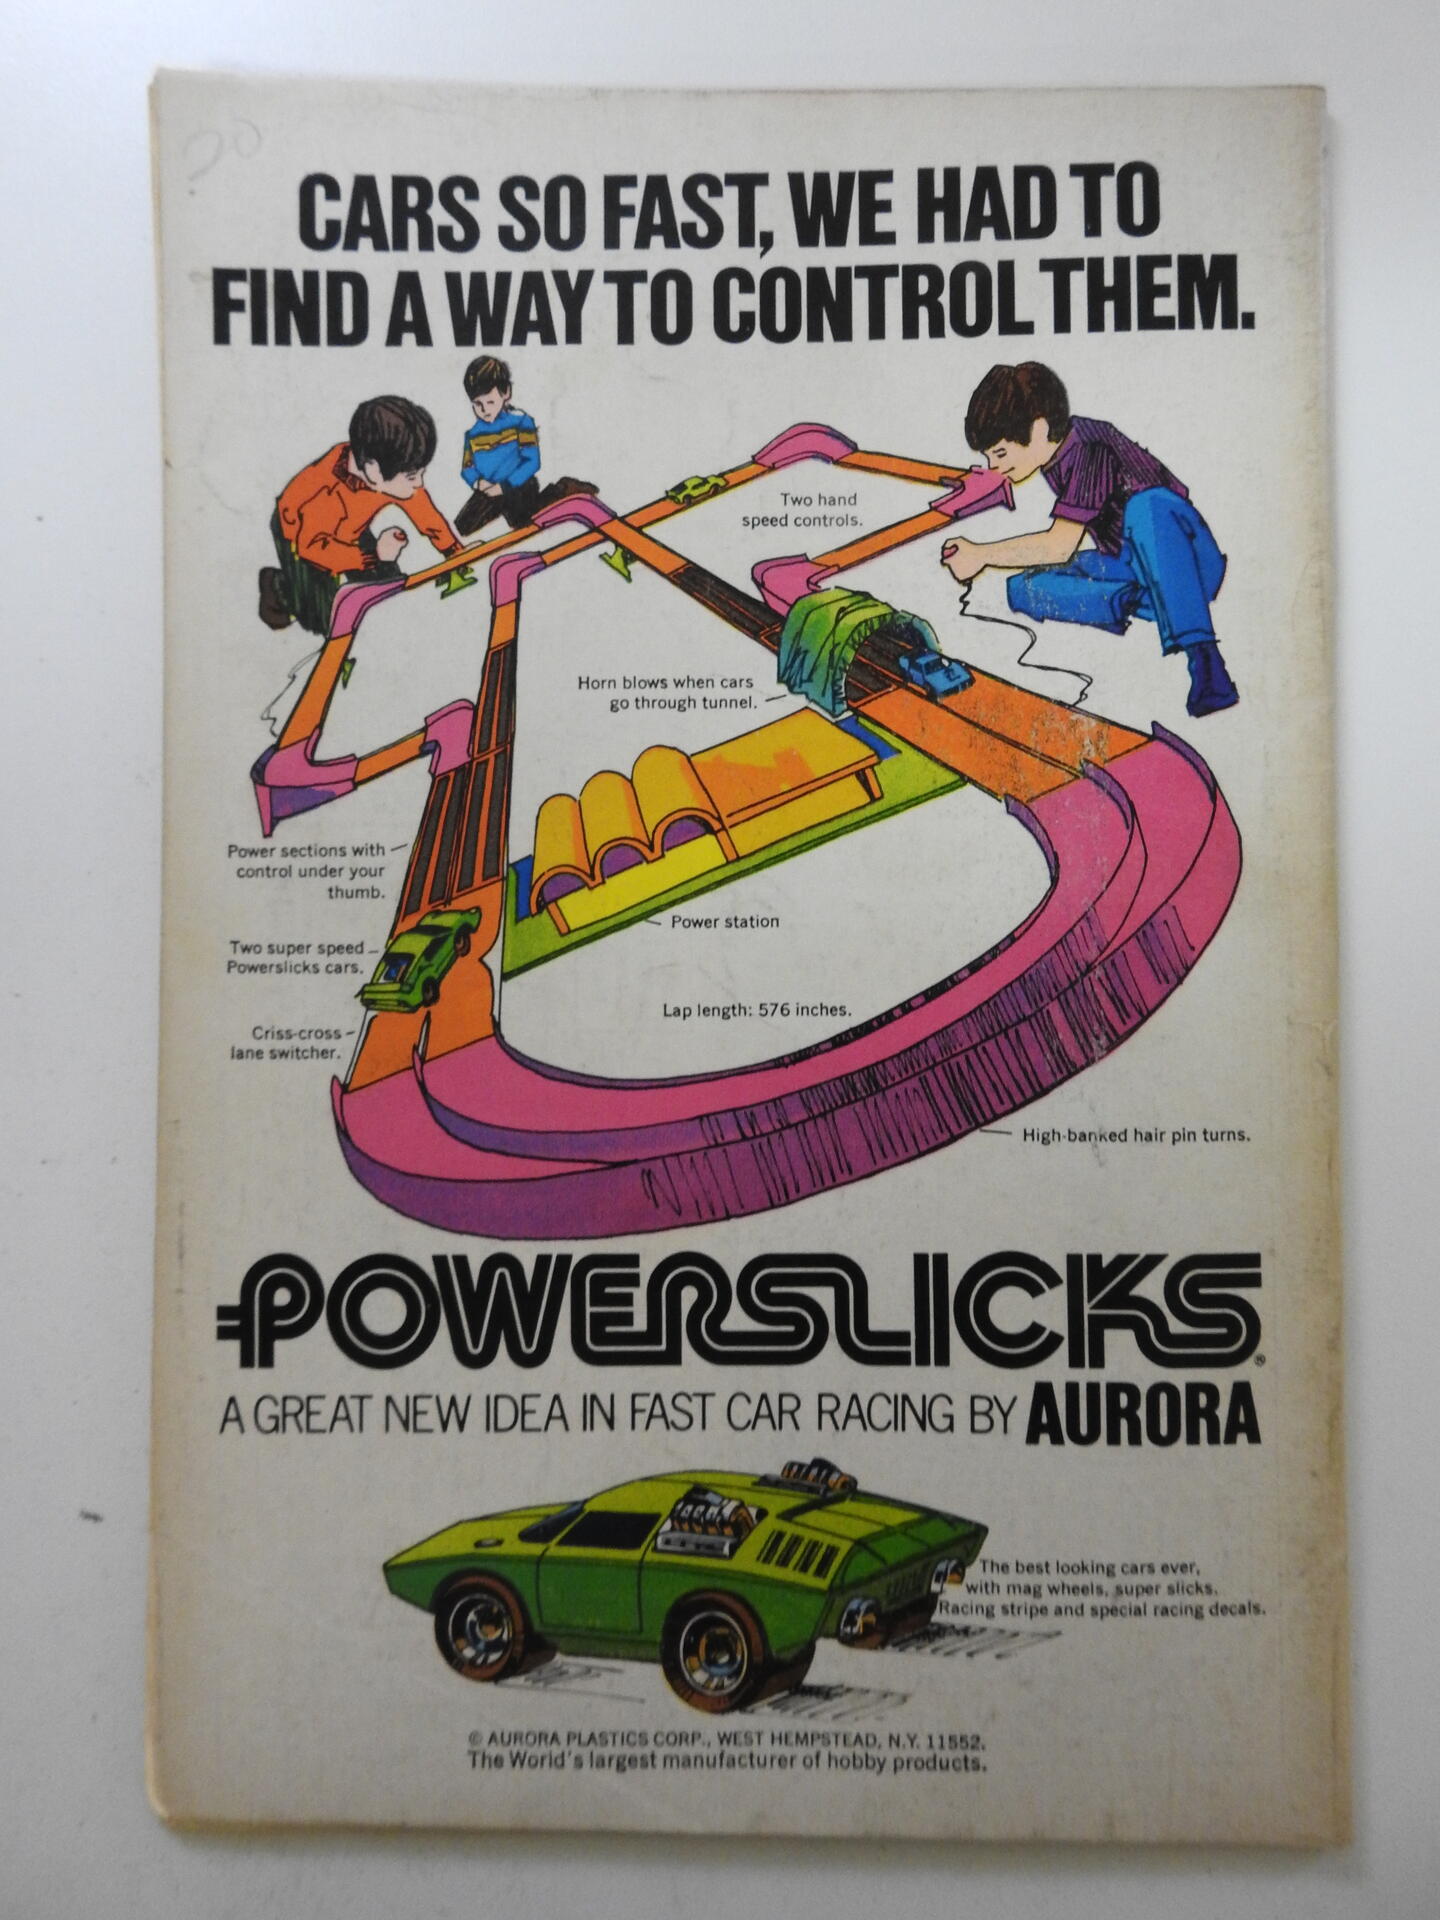 20
CARS SO FAST, WE HAD TO
FIND A WAY TO CONTROL THEM.
Two hand
speed controls.
Horn blows when cars
go through tunnel.
Power sections with
control under your
thumb.
Power station
Two super speed
Powerslicks cars.
Lap length: 576 inches.
Criss-cross
lane switcher.
High-banked hair pin turns.
POWERSLICKS®
A GREAT NEW IDEA IN FAST CAR RACING BY AURORA
The best looking cars ever,
with mag wheels, super slicks.
Racing stripe and special racing decals.
© AURORA PLASTICS CORP., WEST HEMPSTEAD, N.Y. 11552.
The World's largest manufacturer of hobby products.